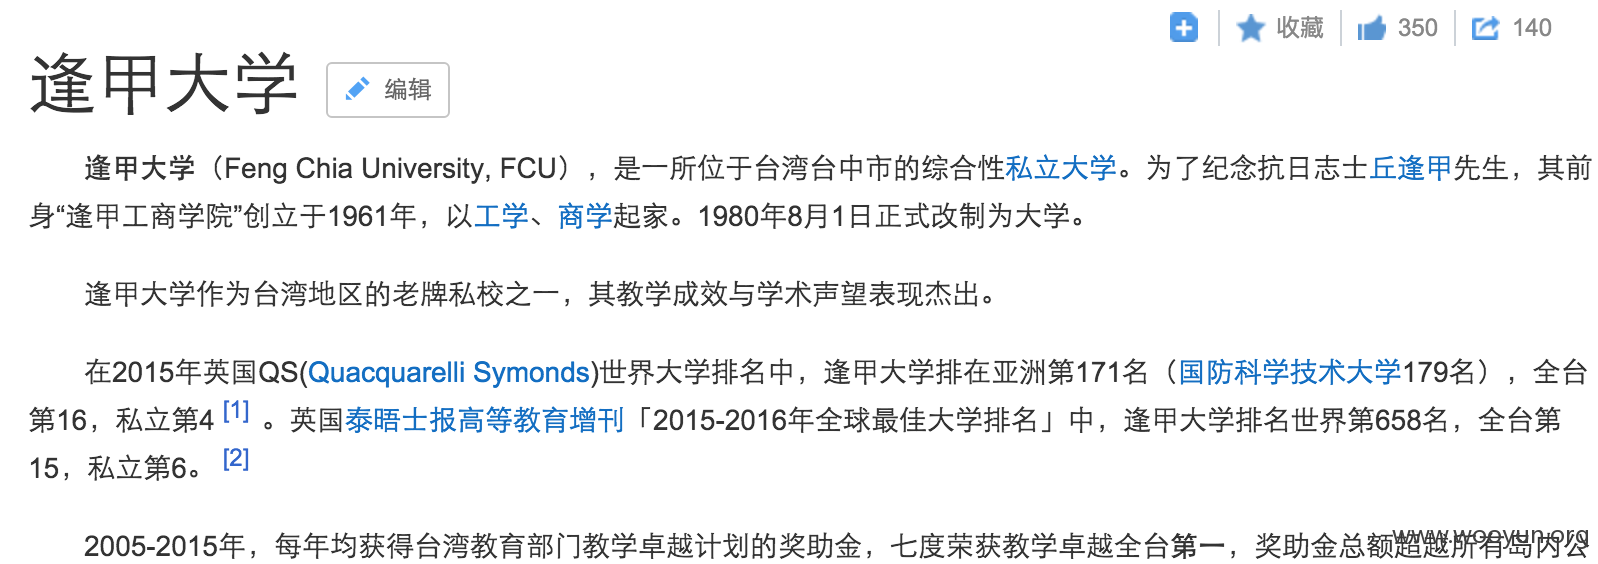 收藏 350 140
逢甲大学 编辑
逢甲大学（Feng Chia University, FCU），是一所位于台湾台中市的综合性私立大学。为了纪念抗日志士丘逢甲先生，其前
身“逢甲工商学院”创立于1961年，以工学、商学起家。1980年8月1日正式改制为大学。
逢甲大学作为台湾地区的老牌私校之一，其教学成效与学术声望表现杰出。
在2015年英国QS(Quacquarelli Symonds)世界大学排名中，逢甲大学排在亚洲第171名（国防科学技术大学179名），全台
第16，私立第4 [1] 。英国泰晤士报高等教育增刊「2015-2016年全球最佳大学排名」中，逢甲大学排名世界第658名，全台第
15，私立第6。 [2]
2005-2015年，每年均获得台湾教育部门教学卓越计划的奖助金，七度荣获教学卓越全台第一，奖助金总额超越所有岛内公
www.wooyun.org